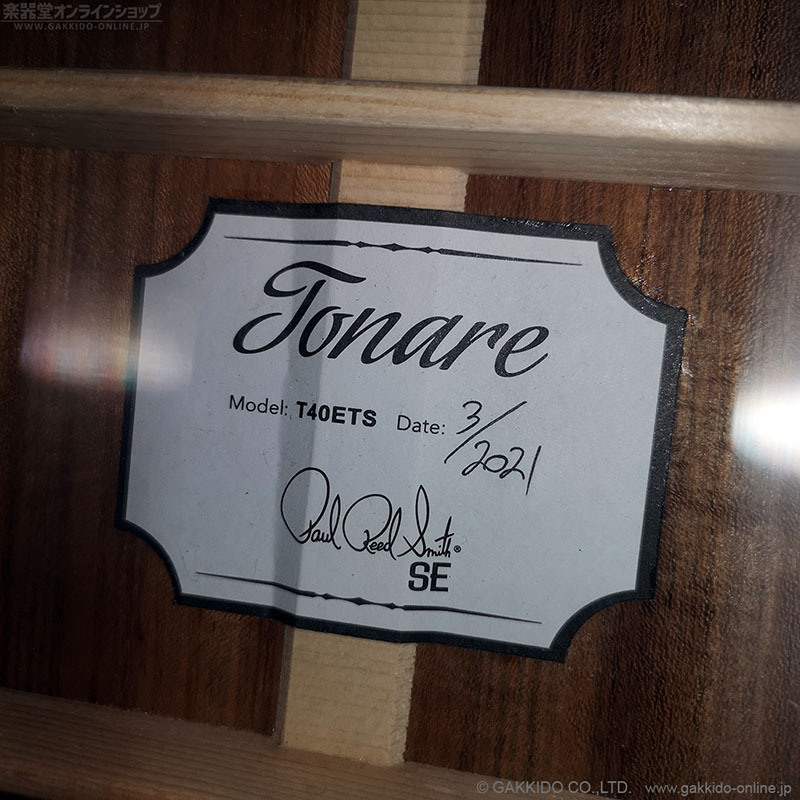 楽器堂オンラインショップ
WWW.GAKKIDO-ONLINE.JP
Tonare
Model: T40ETS Date: 3/2021
Paul Reed Smith®
SE
© GAKKIDO CO.,LTD. www.gakkido-online.jp